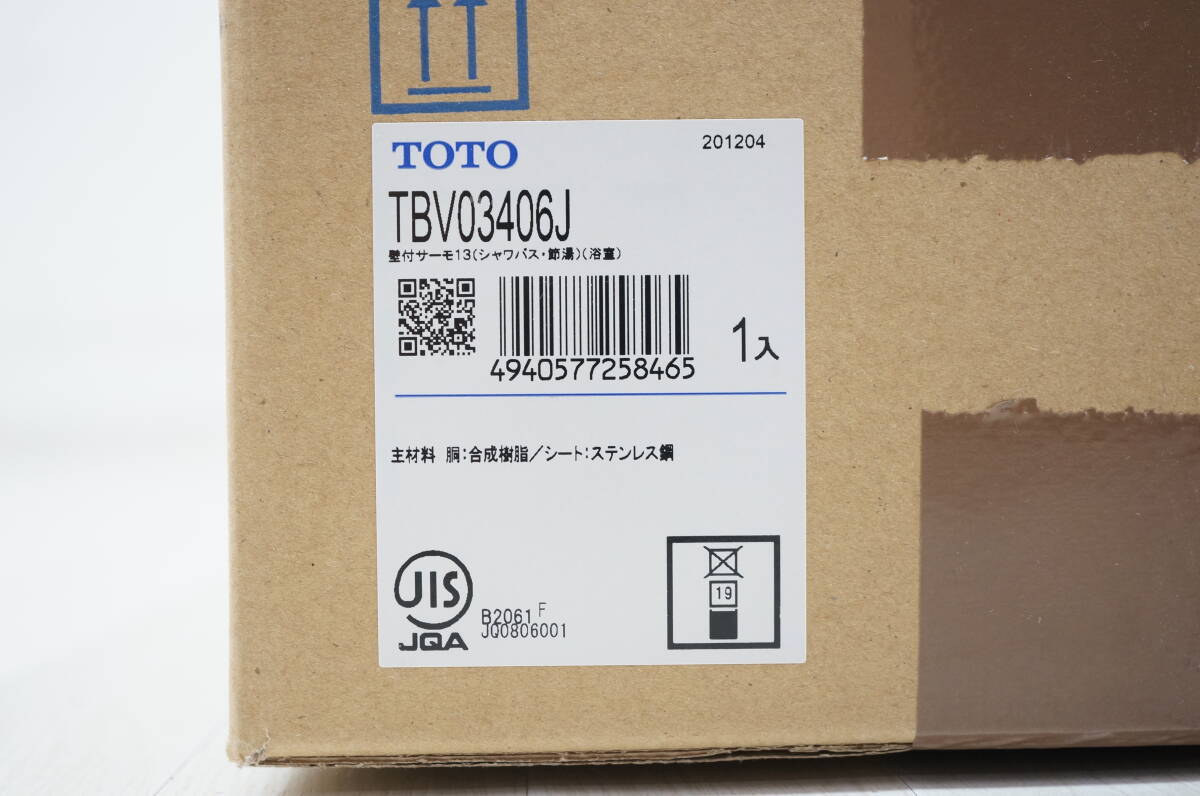 TOTO
201204
TBV03406J
壁付サーモ13(シャワバス・節湯)(浴室)
4940577258465
1入
主材料 胴:合成樹脂/シート:ステンレス鋼
JIS
JQA
B2061 F
JQ0806001
19